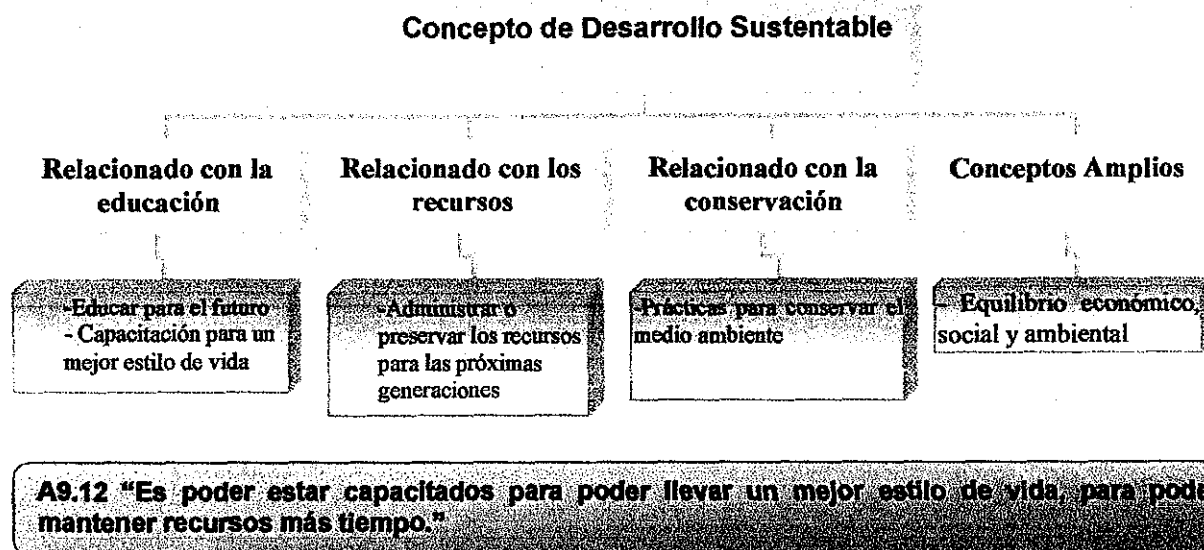 Concepto de Desarrollo Sustentable
Relacionado con la
educación
Relacionado con los
recursos
Relacionado con la
conservación
Conceptos Amplios
-Educar para el futuro
- Capacitación para un
mejor estilo de vida
-Administrar o
preservar los recursos
para las próximas
generaciones
-Prácticas para conservar el
medio ambiente
- Equilibrio económico,
social y ambiental
A9.12 “Es poder estar capacitados para poder llevar un mejor estilo de vida, para pode
mantener recursos más tiempo.”